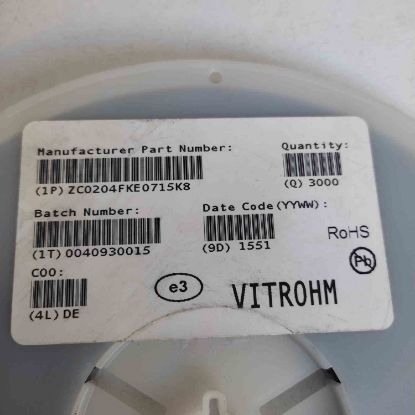 Manufacturer Part Number:
Quantity:
(1P) ZC0204FKE0715K8
(Q) 3000
Batch Number:
Date Code (YYWW):
(1T) 0040930015
(9D) 1551
RoHS
Pb
COO:
(4L) DE
e3
VITROHM